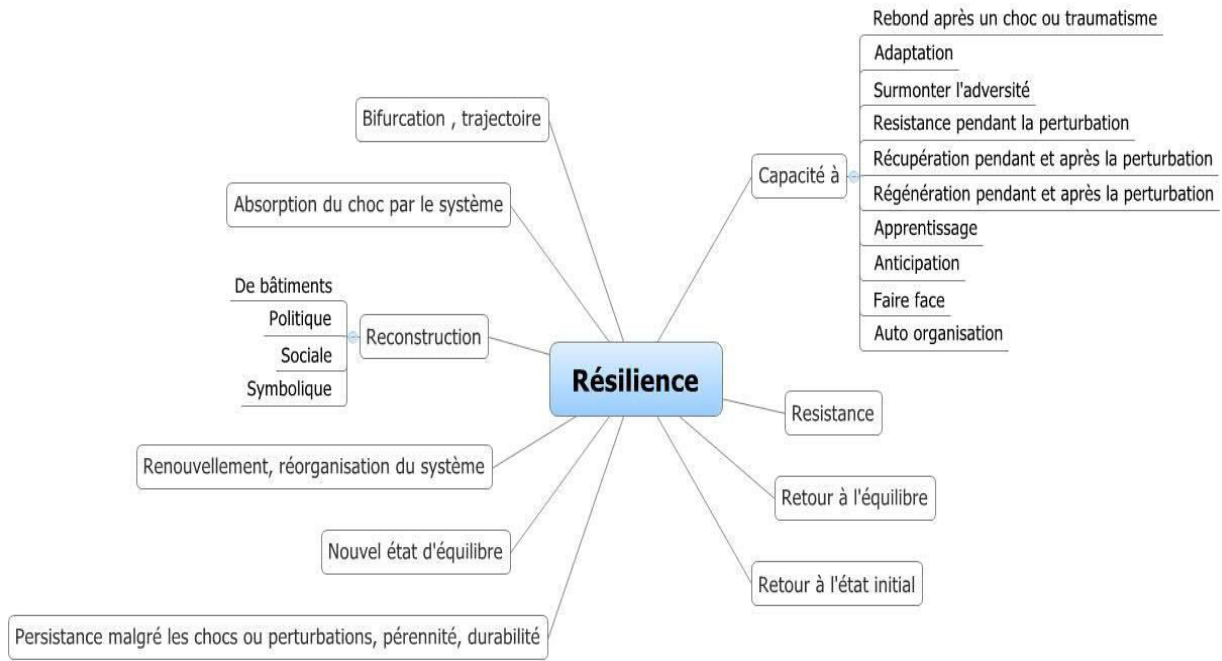 Résilience
Capacité à
Rebond après un choc ou traumatisme
Adaptation
Surmonter l'adversité
Resistance pendant la perturbation
Récupération pendant et après la perturbation
Régénération pendant et après la perturbation
Apprentissage
Anticipation
Faire face
Auto organisation
Resistance
Retour à l'équilibre
Retour à l'état initial
Bifurcation , trajectoire
Absorption du choc par le système
Reconstruction
De bâtiments
Politique
Sociale
Symbolique
Renouvellement, réorganisation du système
Nouvel état d'équilibre
Persistance malgré les chocs ou perturbations, pérennité, durabilité